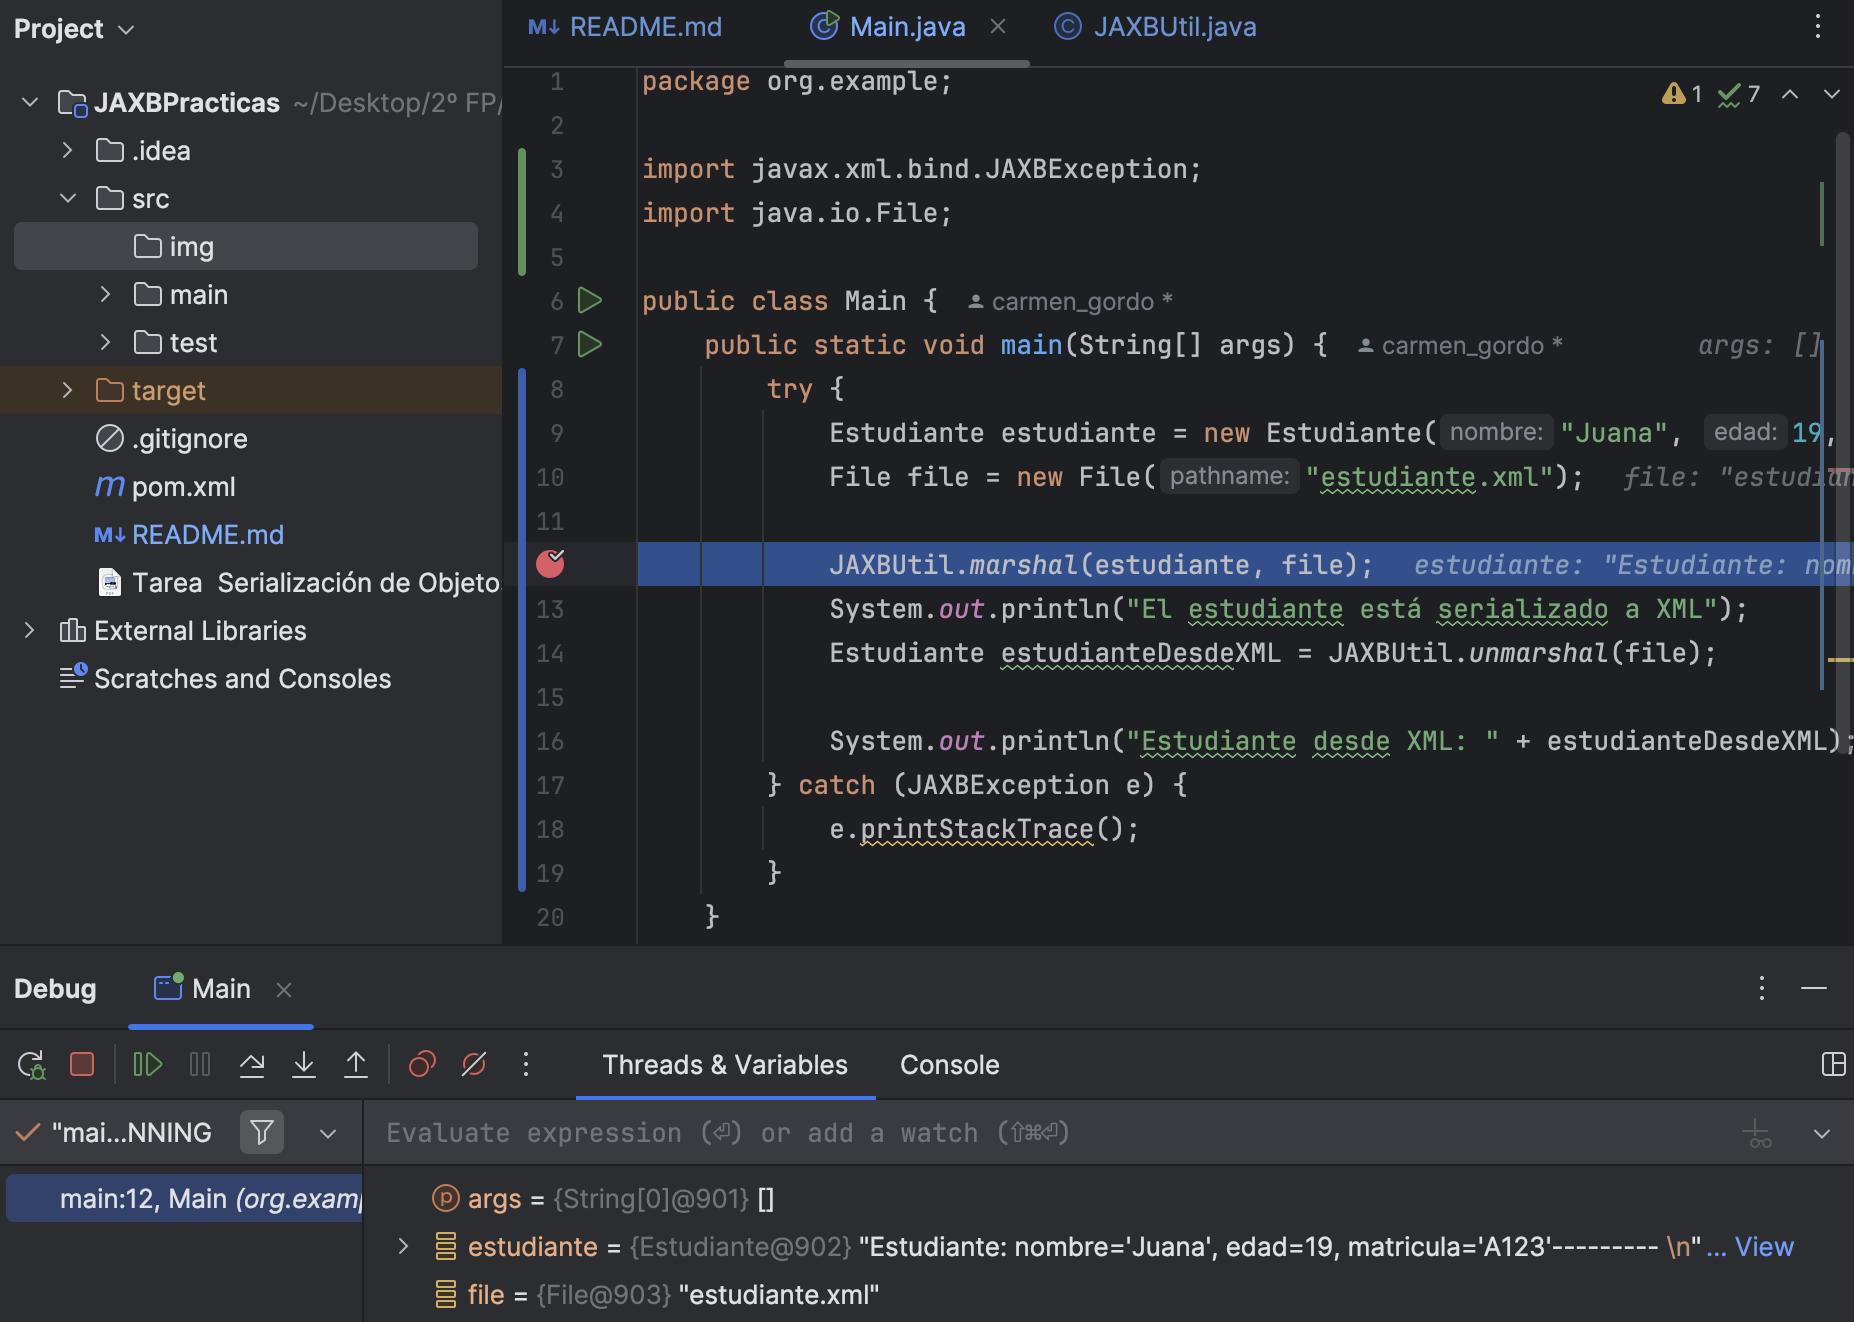 Project
README.md
Main.java
JAXBUtil.java
JAXBPracticas ~/Desktop/2º FP/
.idea
src
img
main
test
target
.gitignore
pom.xml
README.md
Tarea Serialización de Objeto
External Libraries
Scratches and Consoles
1 7
1 package org.example;
2
3 import javax.xml.bind.JAXBException;
4 import java.io.File;
5
6 public class Main { carmen_gordo *
7 public static void main(String[] args) { carmen_gordo * args: []
8 try {
9 Estudiante estudiante = new Estudiante( nombre: "Juana", edad: 19,
10 File file = new File( pathname: "estudiante.xml"); file: "estudian
11
JAXBUtil.marshal(estudiante, file); estudiante: "Estudiante: nom
13 System.out.println("El estudiante está serializado a XML");
14 Estudiante estudianteDesdeXML = JAXBUtil.unmarshal(file);
15
16 System.out.println("Estudiante desde XML: " + estudianteDesdeXML);
17 } catch (JAXBException e) {
18 e.printStackTrace();
19 }
20 }
Debug
Main
Threads & Variables
Console
"mai...NNING
Evaluate expression (⏎) or add a watch (⇧⌘⏎)
main:12, Main (org.examp
args = {String[0]@901} []
estudiante = {Estudiante@902} "Estudiante: nombre='Juana', edad=19, matricula='A123'--------- \n" ... View
file = {File@903} "estudiante.xml"